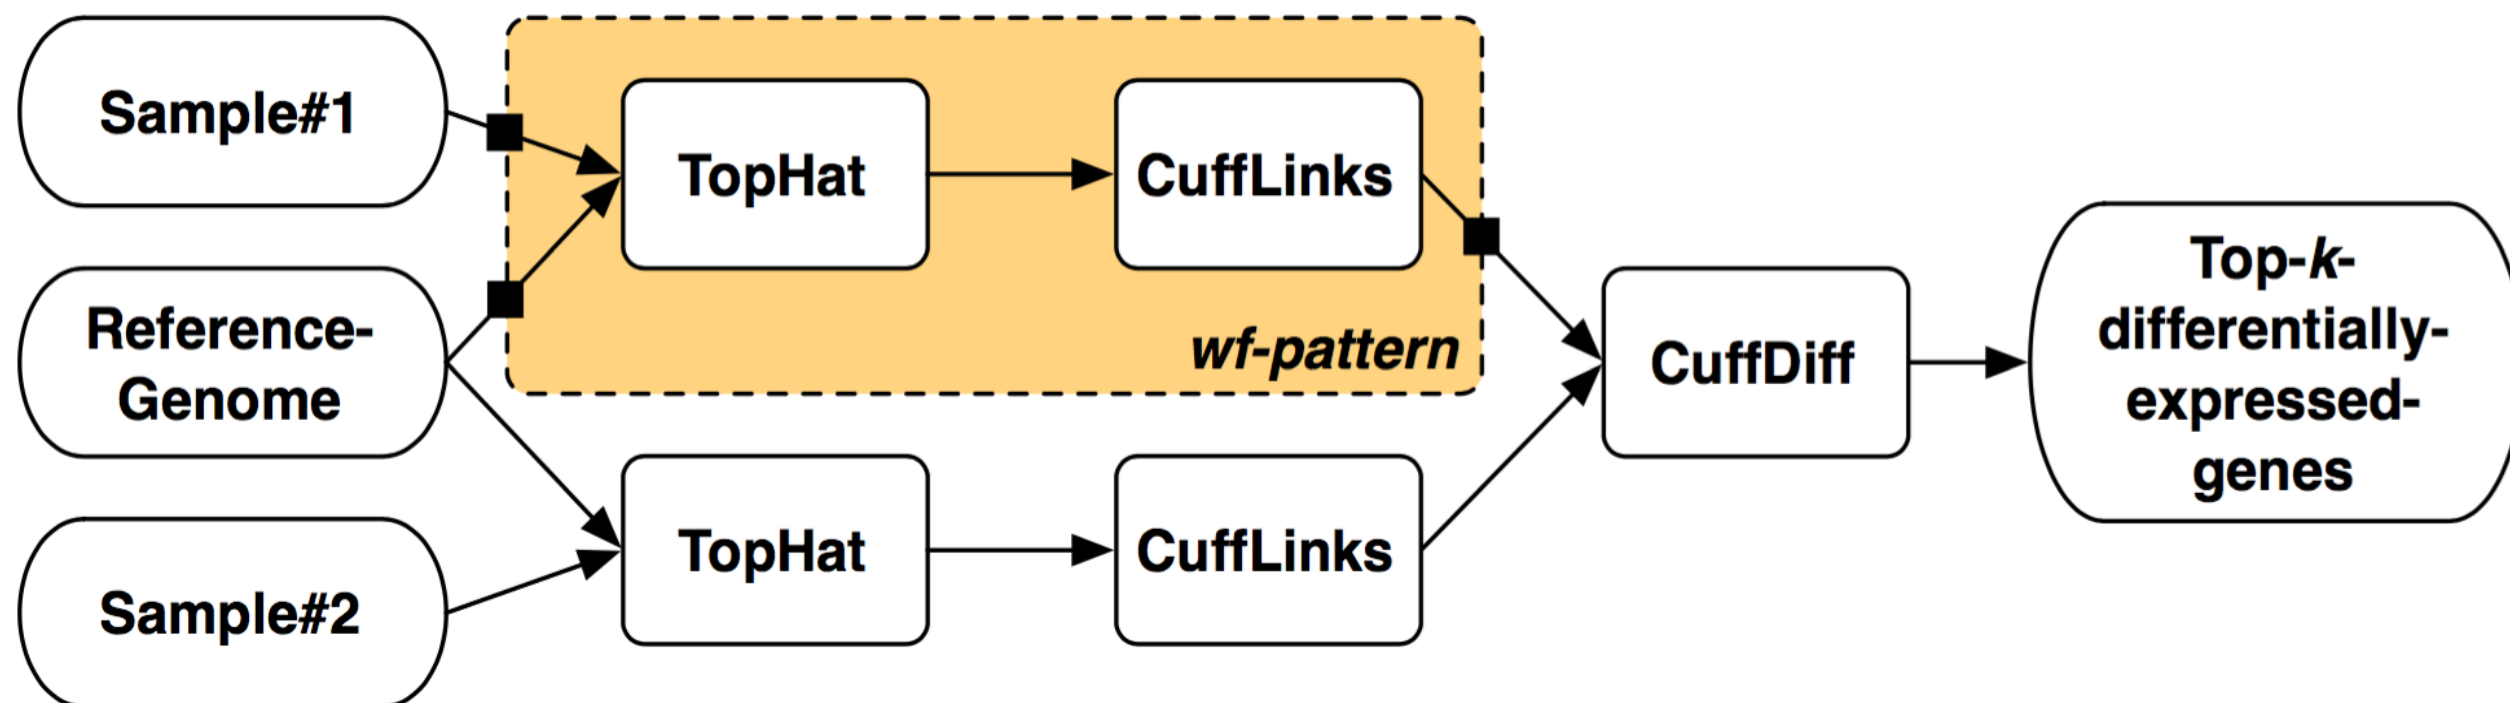 Sample#1
TopHat
CuffLinks
wf-pattern
Reference-
Genome
Sample#2
TopHat
CuffLinks
CuffDiff
Top-k-
differentially-
expressed-
genes